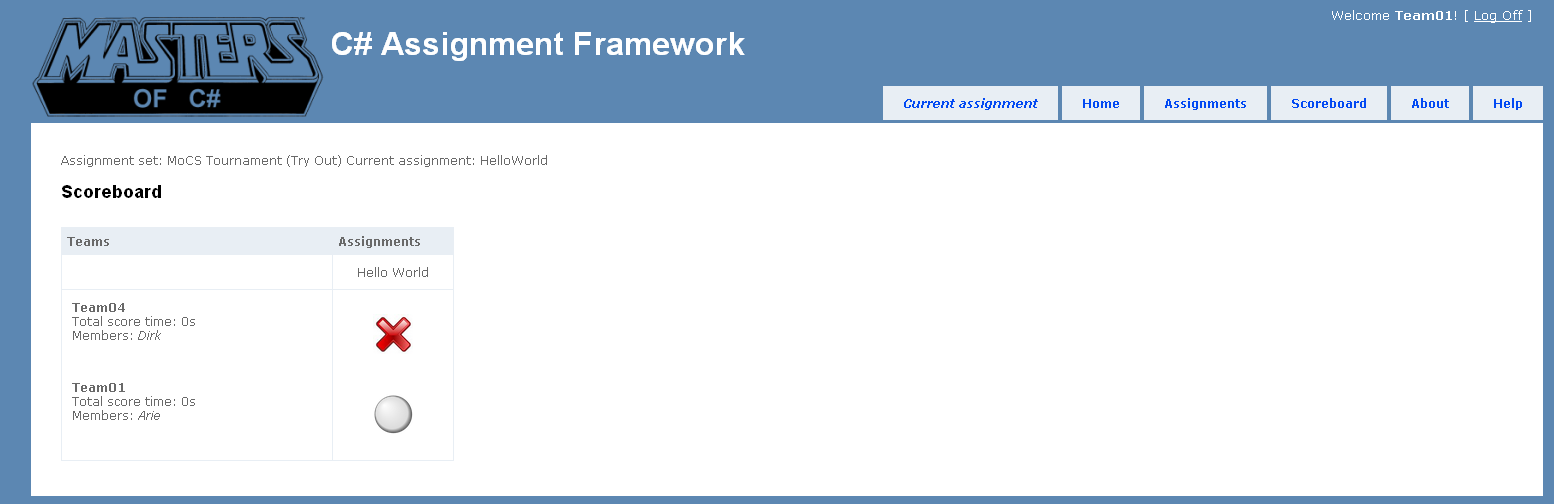 Welcome Team01! [ Log Off ]
MASTERS
OF C#
C# Assignment Framework
Current assignment
Home
Assignments
Scoreboard
About
Help
Assignment set: MoCS Tournament (Try Out) Current assignment: HelloWorld
Scoreboard
Teams Assignments
Hello World
Team04
Total score time: 0s
Members: Dirk
Team01
Total score time: 0s
Members: Arie